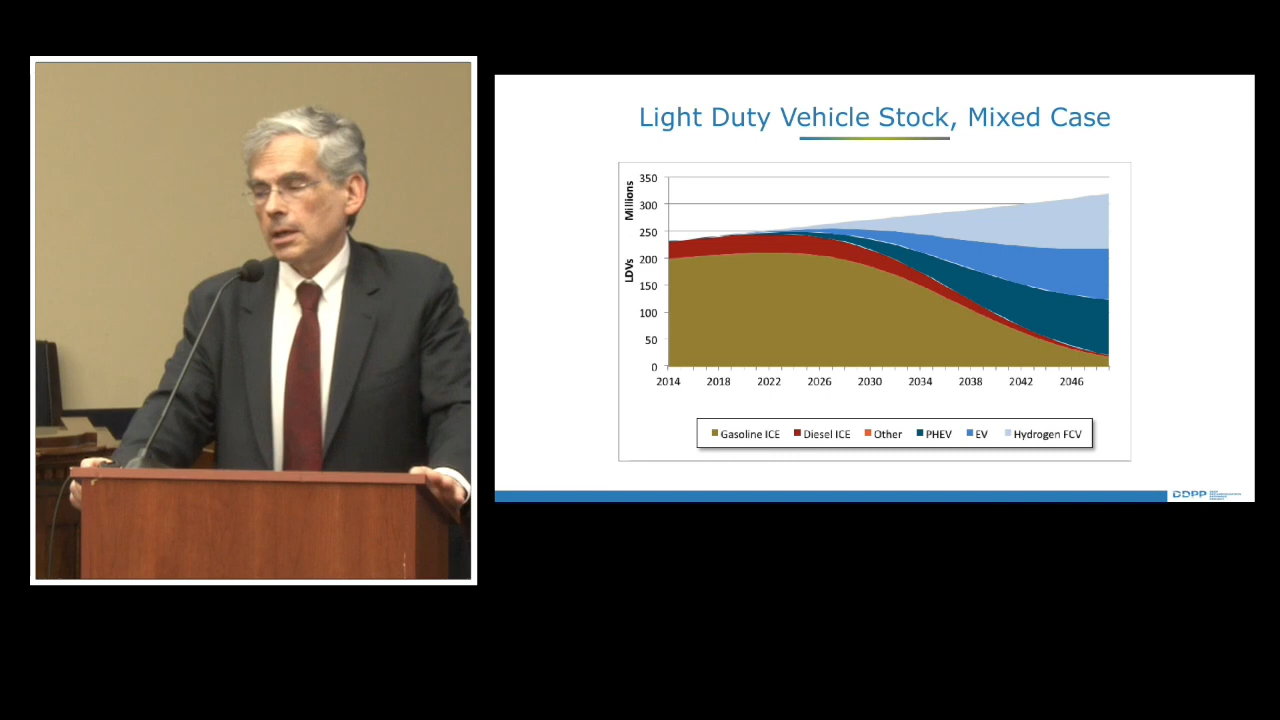 Light Duty Vehicle Stock, Mixed Case
Millions
LDVs
350
300
250
200
150
100
50
0
2014 2018 2022 2026 2030 2034 2038 2042 2046
Gasoline ICE Diesel ICE Other PHEV EV Hydrogen FCV
DDPP